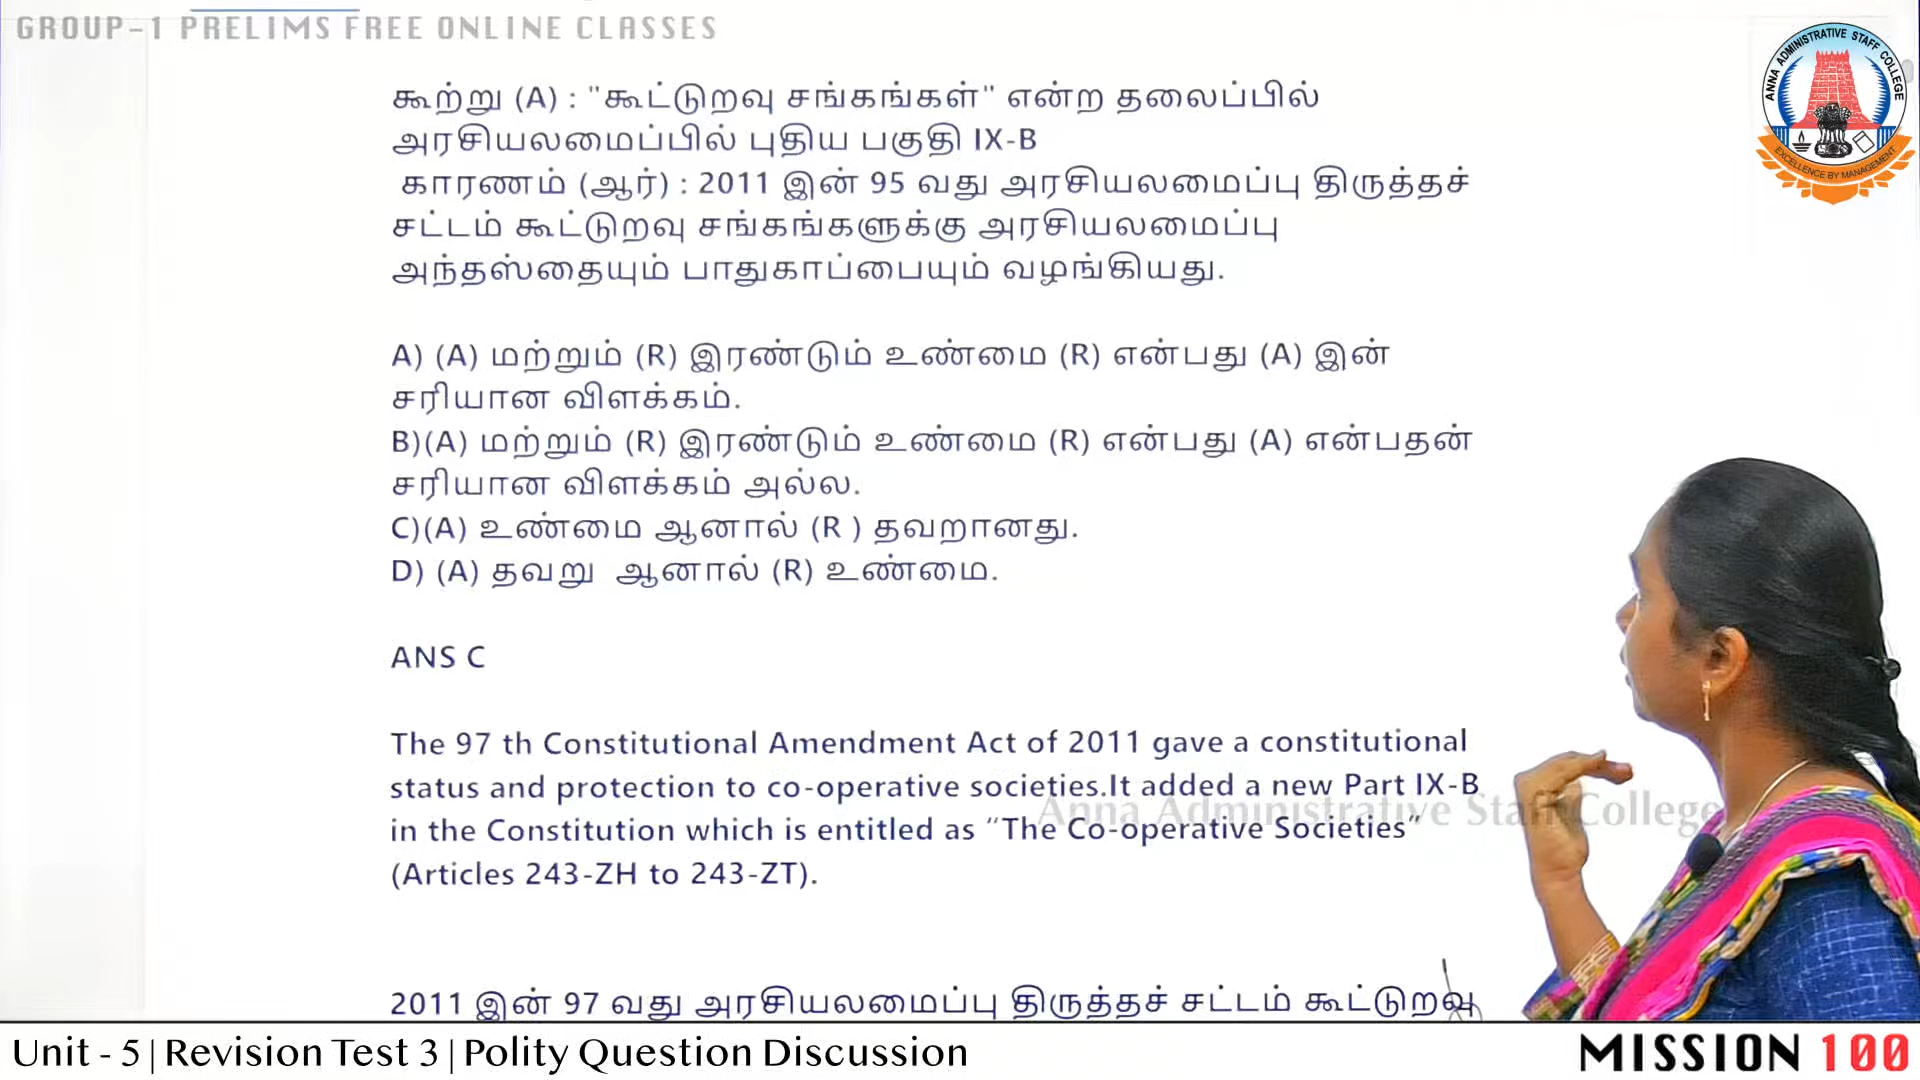 GROUP-1 PRELIMS FREE ONLINE CLASSES
ANNA ADMINISTRATIVE STAFF COLLEGE
EXCELLENCE BY MANAGEMENT
கூற்று (A) : "கூட்டுறவு சங்கங்கள்" என்ற தலைப்பில்
அரசியலமைப்பில் புதிய பகுதி IX-B
காரணம் (ஆர்) : 2011 இன் 95 வது அரசியலமைப்பு திருத்தச்
சட்டம் கூட்டுறவு சங்கங்களுக்கு அரசியலமைப்பு
அந்தஸ்தையும் பாதுகாப்பையும் வழங்கியது.
A) (A) மற்றும் (R) இரண்டும் உண்மை (R) என்பது (A) இன்
சரியான விளக்கம்.
B)(A) மற்றும் (R) இரண்டும் உண்மை (R) என்பது (A) என்பதன்
சரியான விளக்கம் அல்ல.
C)(A) உண்மை ஆனால் (R ) தவறானது.
D) (A) தவறு ஆனால் (R) உண்மை.
ANS C
The 97 th Constitutional Amendment Act of 2011 gave a constitutional
status and protection to co-operative societies.It added a new Part IX-B
Anna Administrative Staff College
in the Constitution which is entitled as “The Co-operative Societies”
(Articles 243-ZH to 243-ZT).
2011 இன் 97 வது அரசியலமைப்பு திருத்தச் சட்டம் கூட்டுறவு
Unit - 5 | Revision Test 3 | Polity Question Discussion
MISSION 100